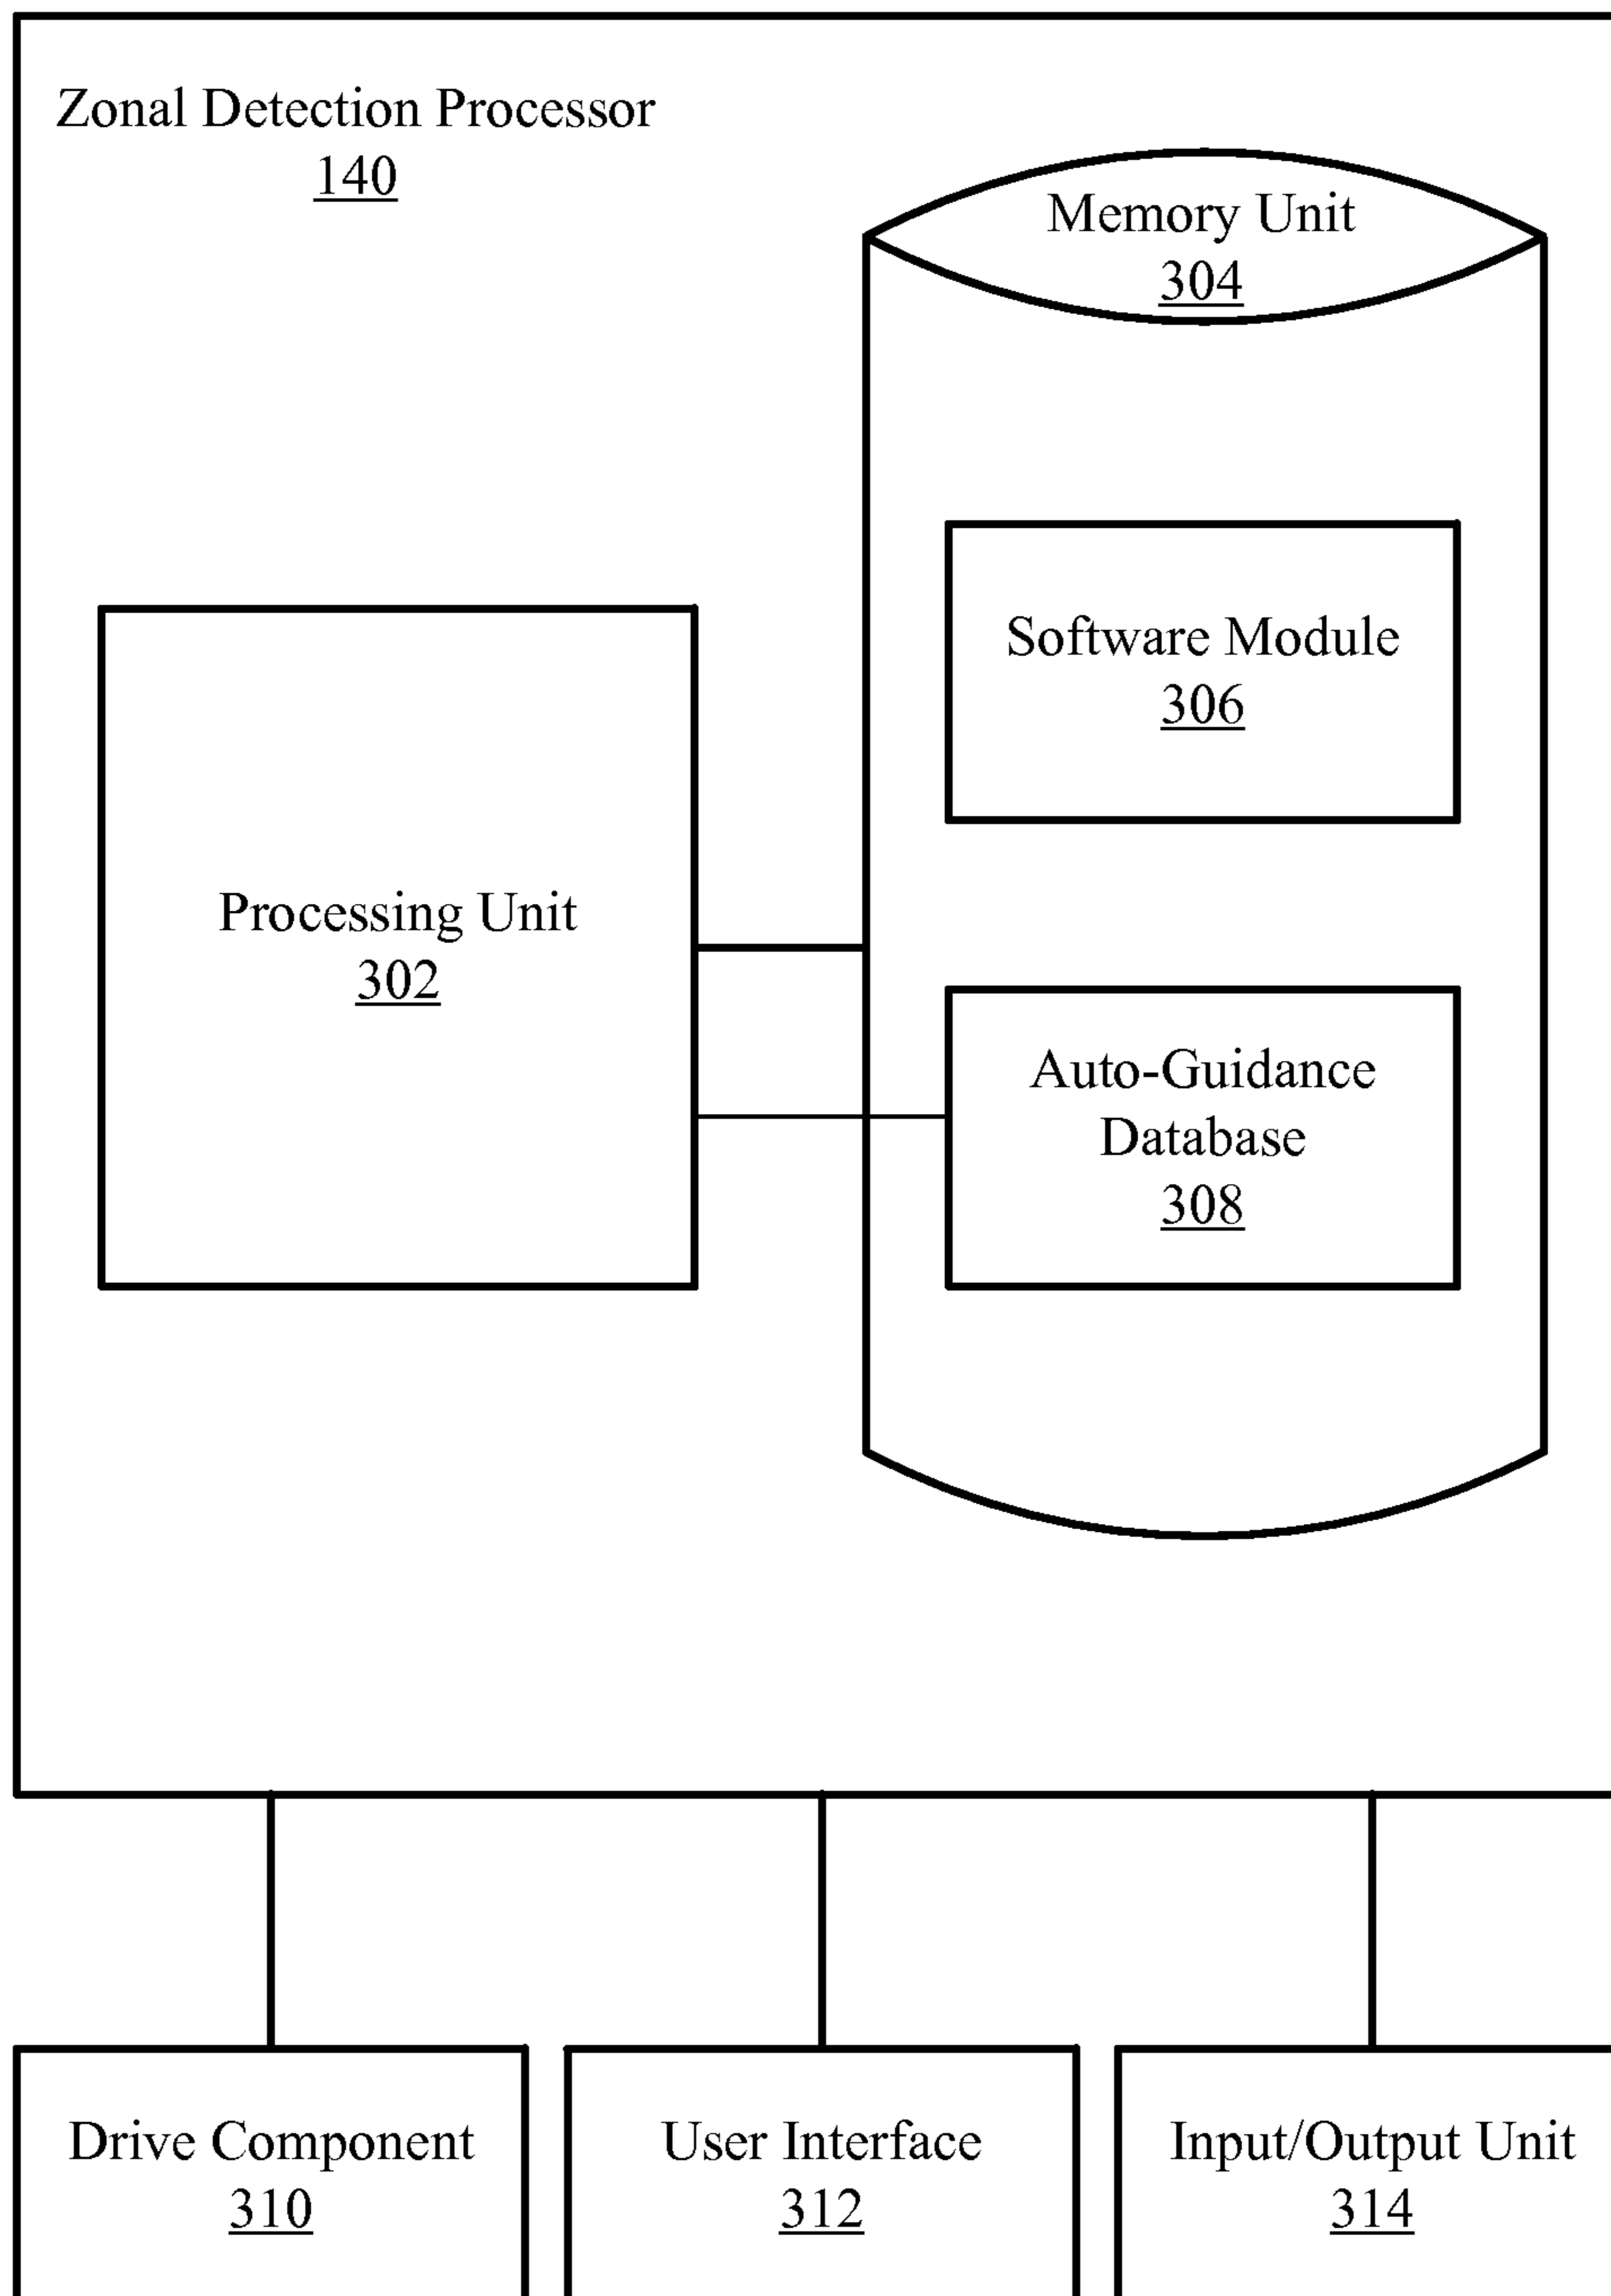 Zonal Detection Processor
140
Memory Unit
304
Software Module
306
Processing Unit
302
Auto-Guidance
Database
308
Drive Component
310
User Interface
312
Input/Output Unit
314